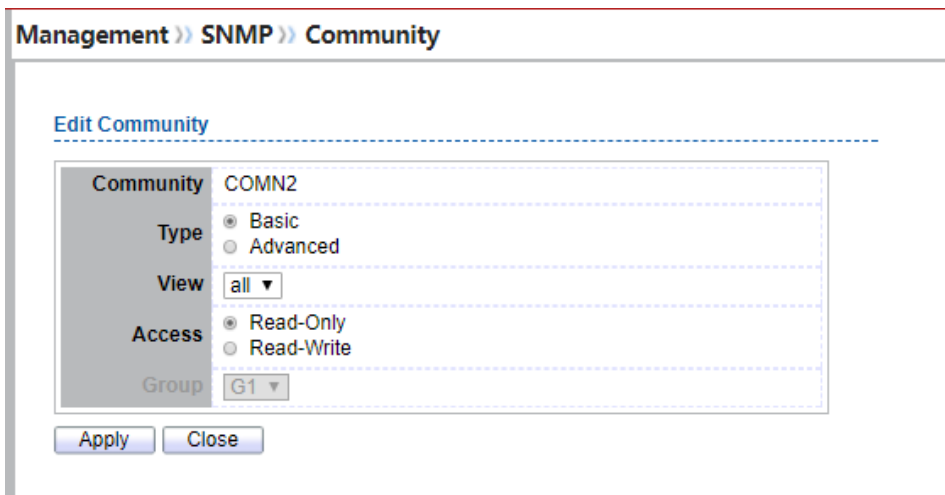 Management » SNMP » Community
Edit Community
Community COMN2
Type Basic
Advanced
View all
Access Read-Only
Read-Write
Group G1
Apply Close